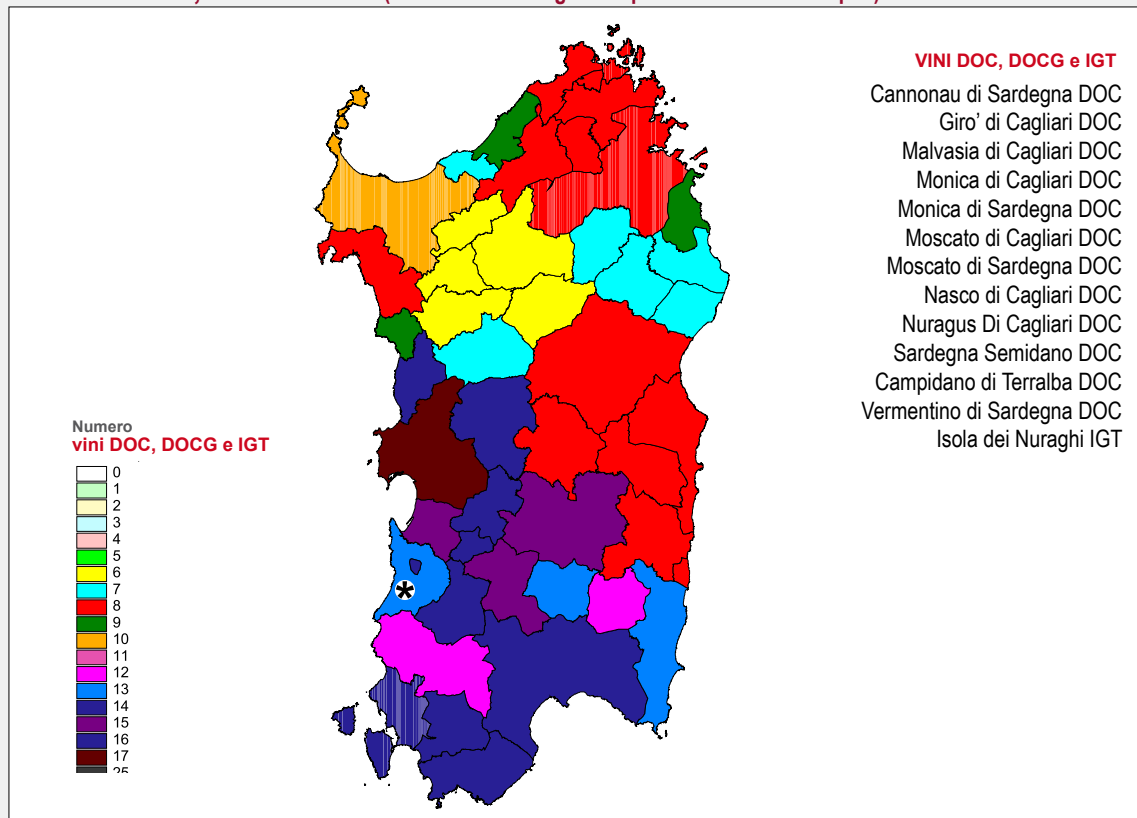 VINI DOC, DOCG e IGT
Cannonau di Sardegna DOC
Giro' di Cagliari DOC
Malvasia di Cagliari DOC
Monica di Cagliari DOC
Monica di Sardegna DOC
Moscato di Cagliari DOC
Moscato di Sardegna DOC
Nasco di Cagliari DOC
Nuragus Di Cagliari DOC
Sardegna Semidano DOC
Campidano di Terralba DOC
Vermentino di Sardegna DOC
Isola dei Nuraghi IGT
Numero
vini DOC, DOCG e IGT
0
1
2
3
4
5
6
7
8
9
10
11
12
13
14
15
16
17
25
*